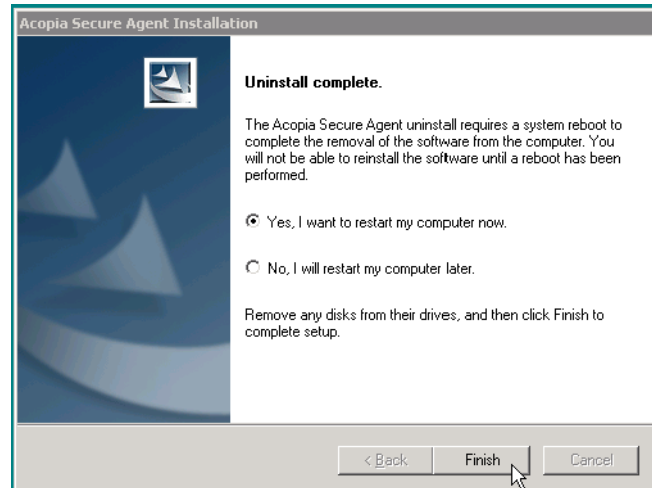 Acopia Secure Agent Installation
Uninstall complete.
The Acopia Secure Agent uninstall requires a system reboot to
complete the removal of the software from the computer. You
will not be able to reinstall the software until a reboot has been
performed.
Yes, I want to restart my computer now.
No, I will restart my computer later.
Remove any disks from their drives, and then click Finish to
complete setup.
< Back
Finish
Cancel